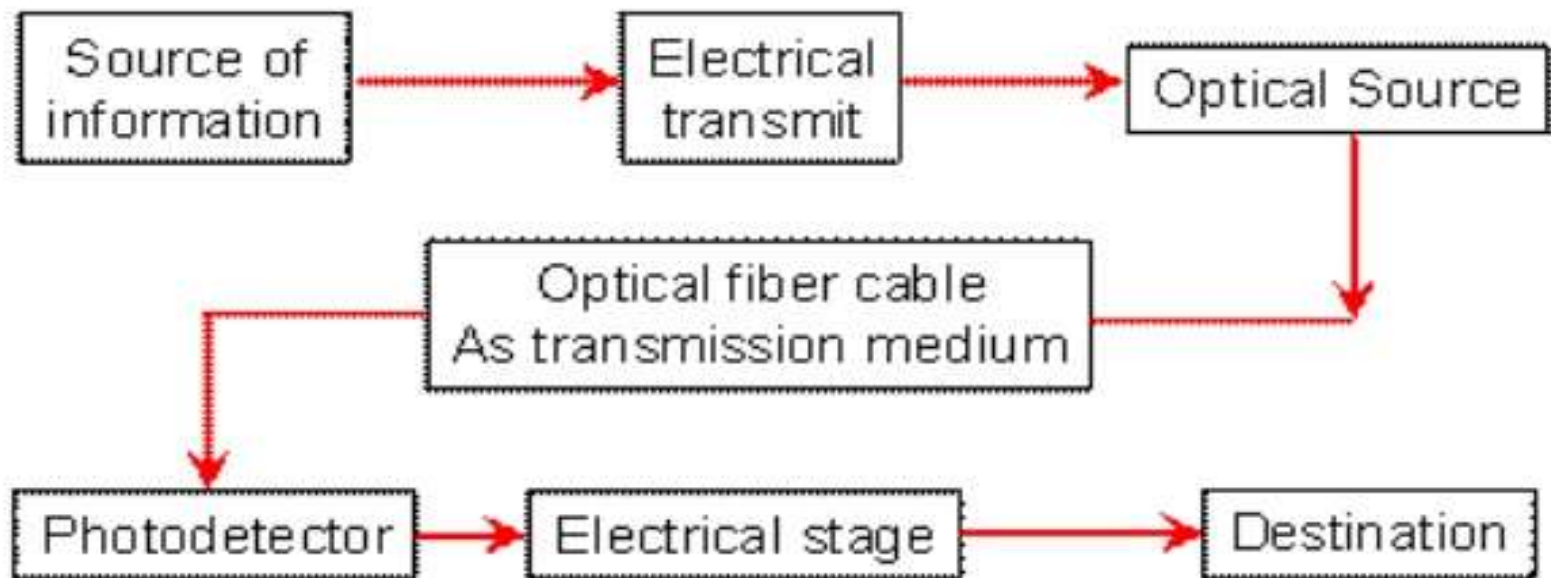 Source of
information
Electrical
transmit
Optical Source
Optical fiber cable
As transmission medium
Photodetector
Electrical stage
Destination